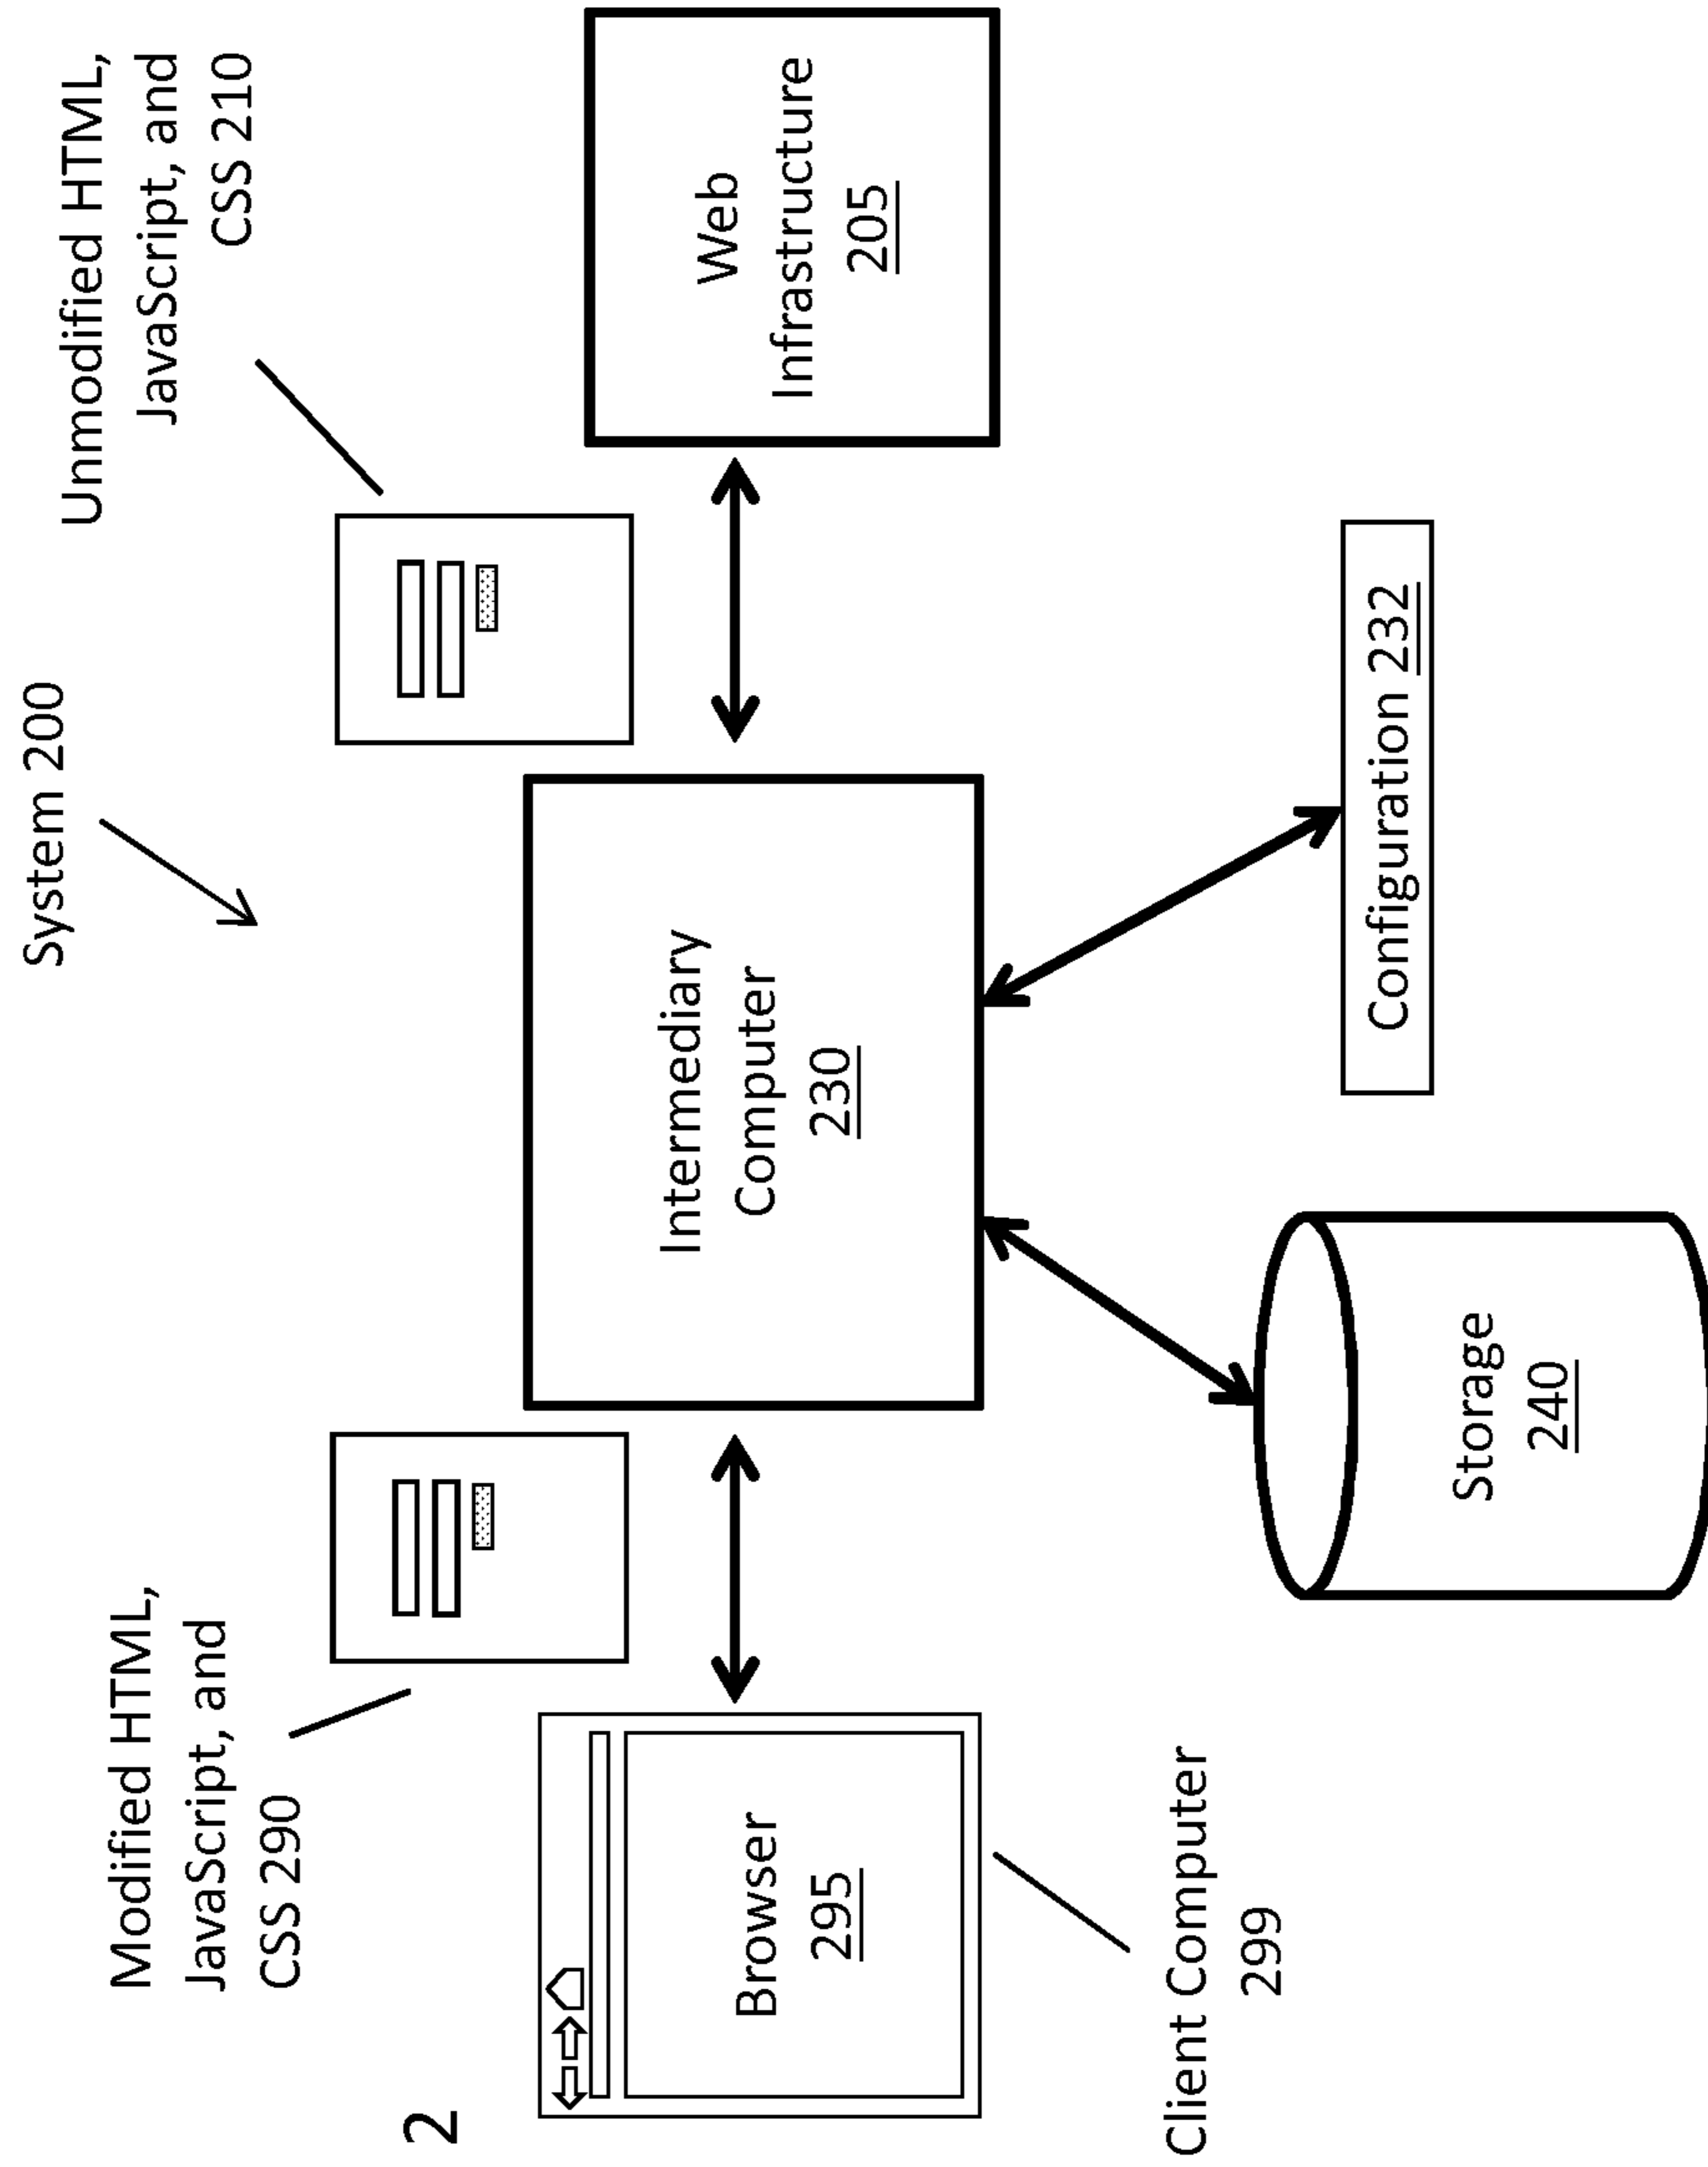 System 200
Unmodified HTML,
JavaScript, and
CSS 210
Modified HTML,
JavaScript, and
CSS 290
2
Browser
295
Intermediary
Computer
230
Web
Infrastructure
205
Client Computer
299
Storage
240
Configuration 232